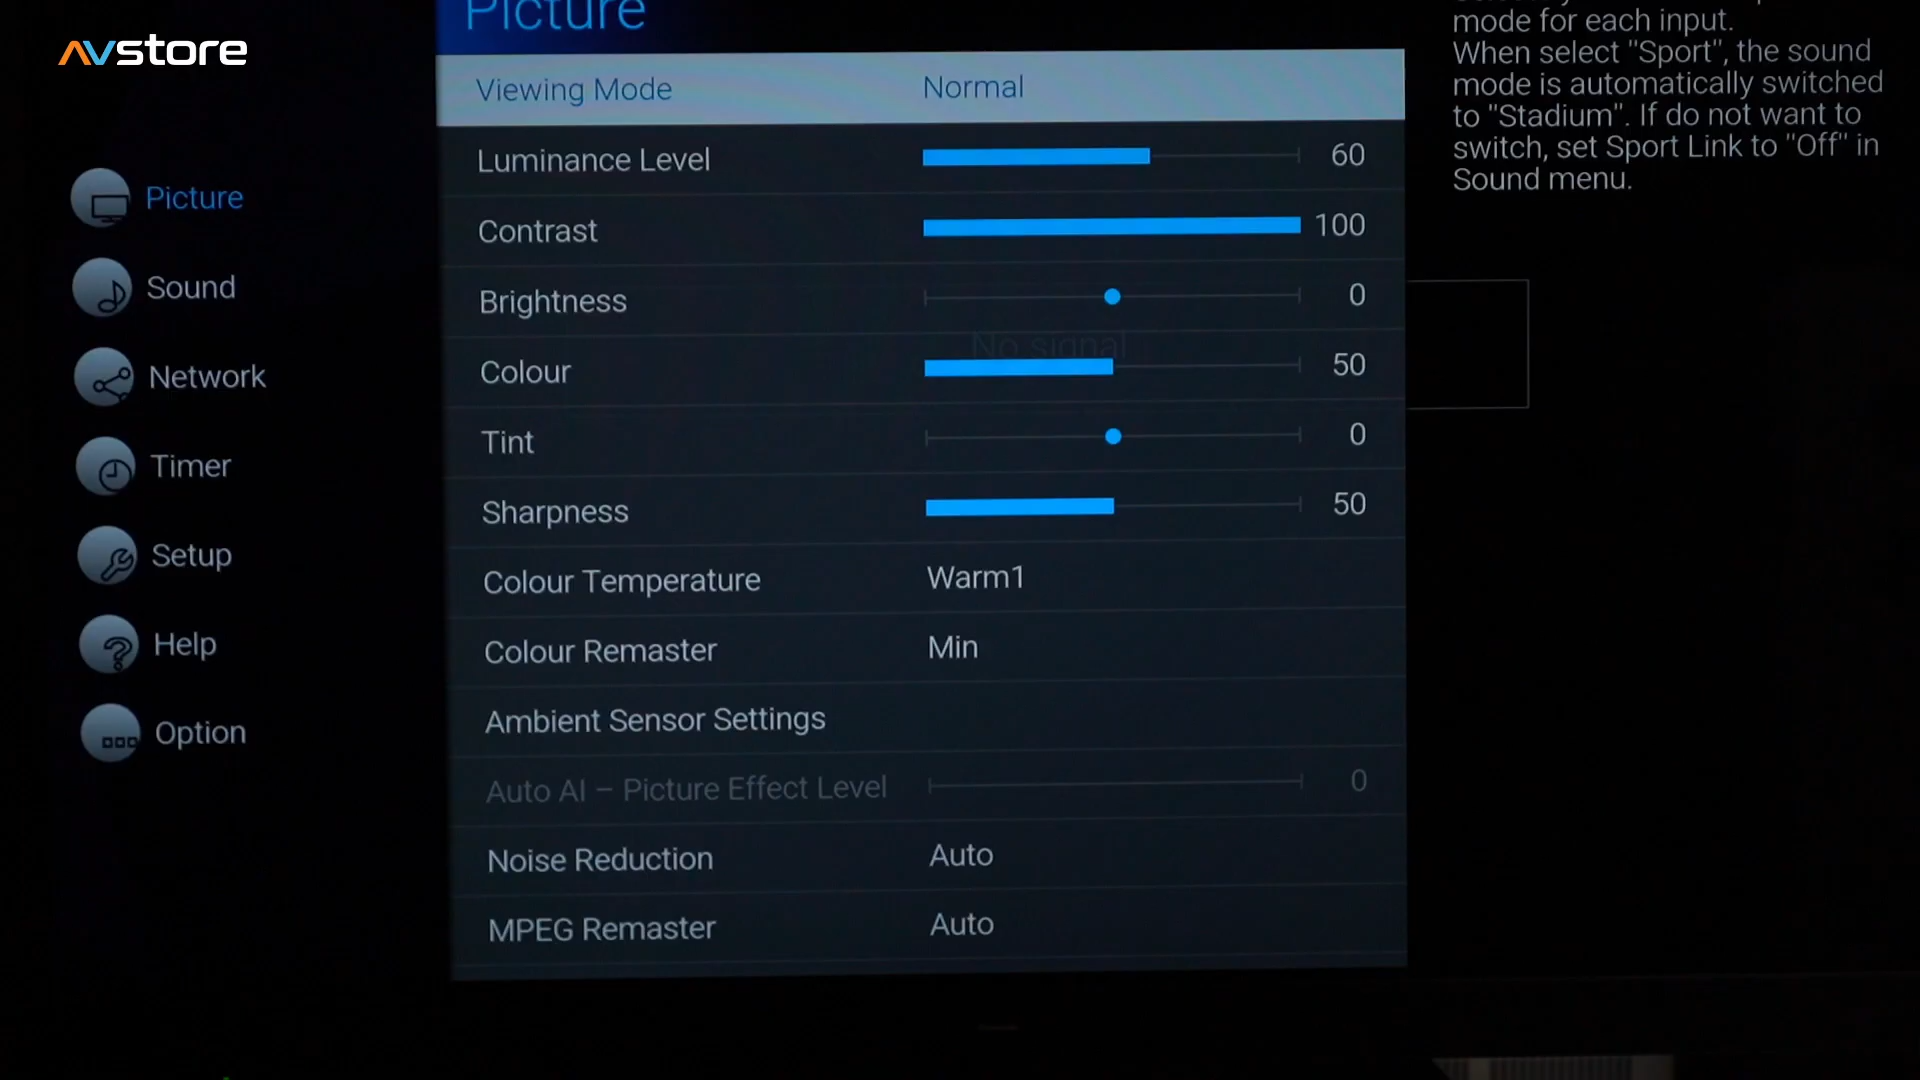 AVstore
Picture
mode for each input.
When select "Sport", the sound
mode is automatically switched
to "Stadium". If do not want to
switch, set Sport Link to "Off" in
Sound menu.
Picture
Sound
Network
Timer
Setup
Help
Option
Viewing Mode Normal
Luminance Level 60
Contrast 100
Brightness 0
No signal
Colour 50
Tint 0
Sharpness 50
Colour Temperature Warm1
Colour Remaster Min
Ambient Sensor Settings
Auto AI – Picture Effect Level 0
Noise Reduction Auto
MPEG Remaster Auto